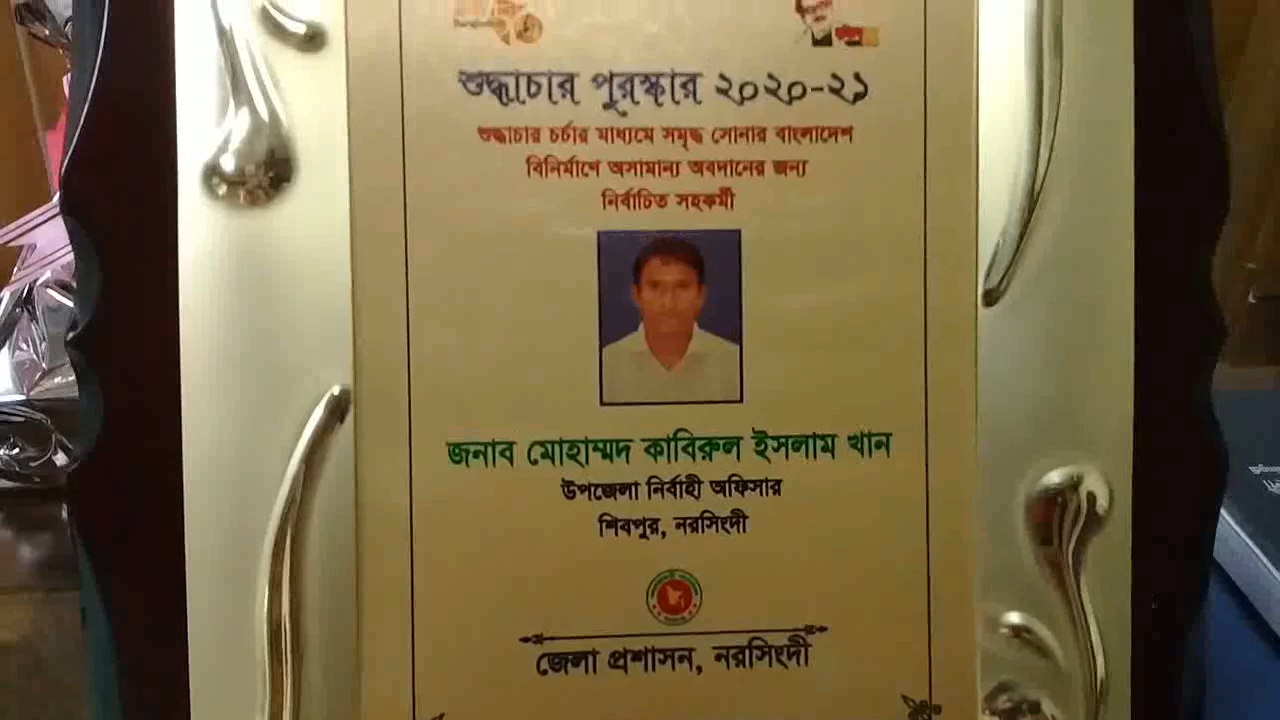 শুদ্ধাচার পুরস্কার ২০২০-২১
শুদ্ধাচার চর্চার মাধ্যমে সমৃদ্ধ সোনার বাংলাদেশ
বিনির্মাণে অসামান্য অবদানের জন্য
নির্বাচিত সহকর্মী
জনাব মোহাম্মদ কাবিরুল ইসলাম খান
উপজেলা নির্বাহী অফিসার
শিবপুর, নরসিংদী
জেলা প্রশাসন, নরসিংদী